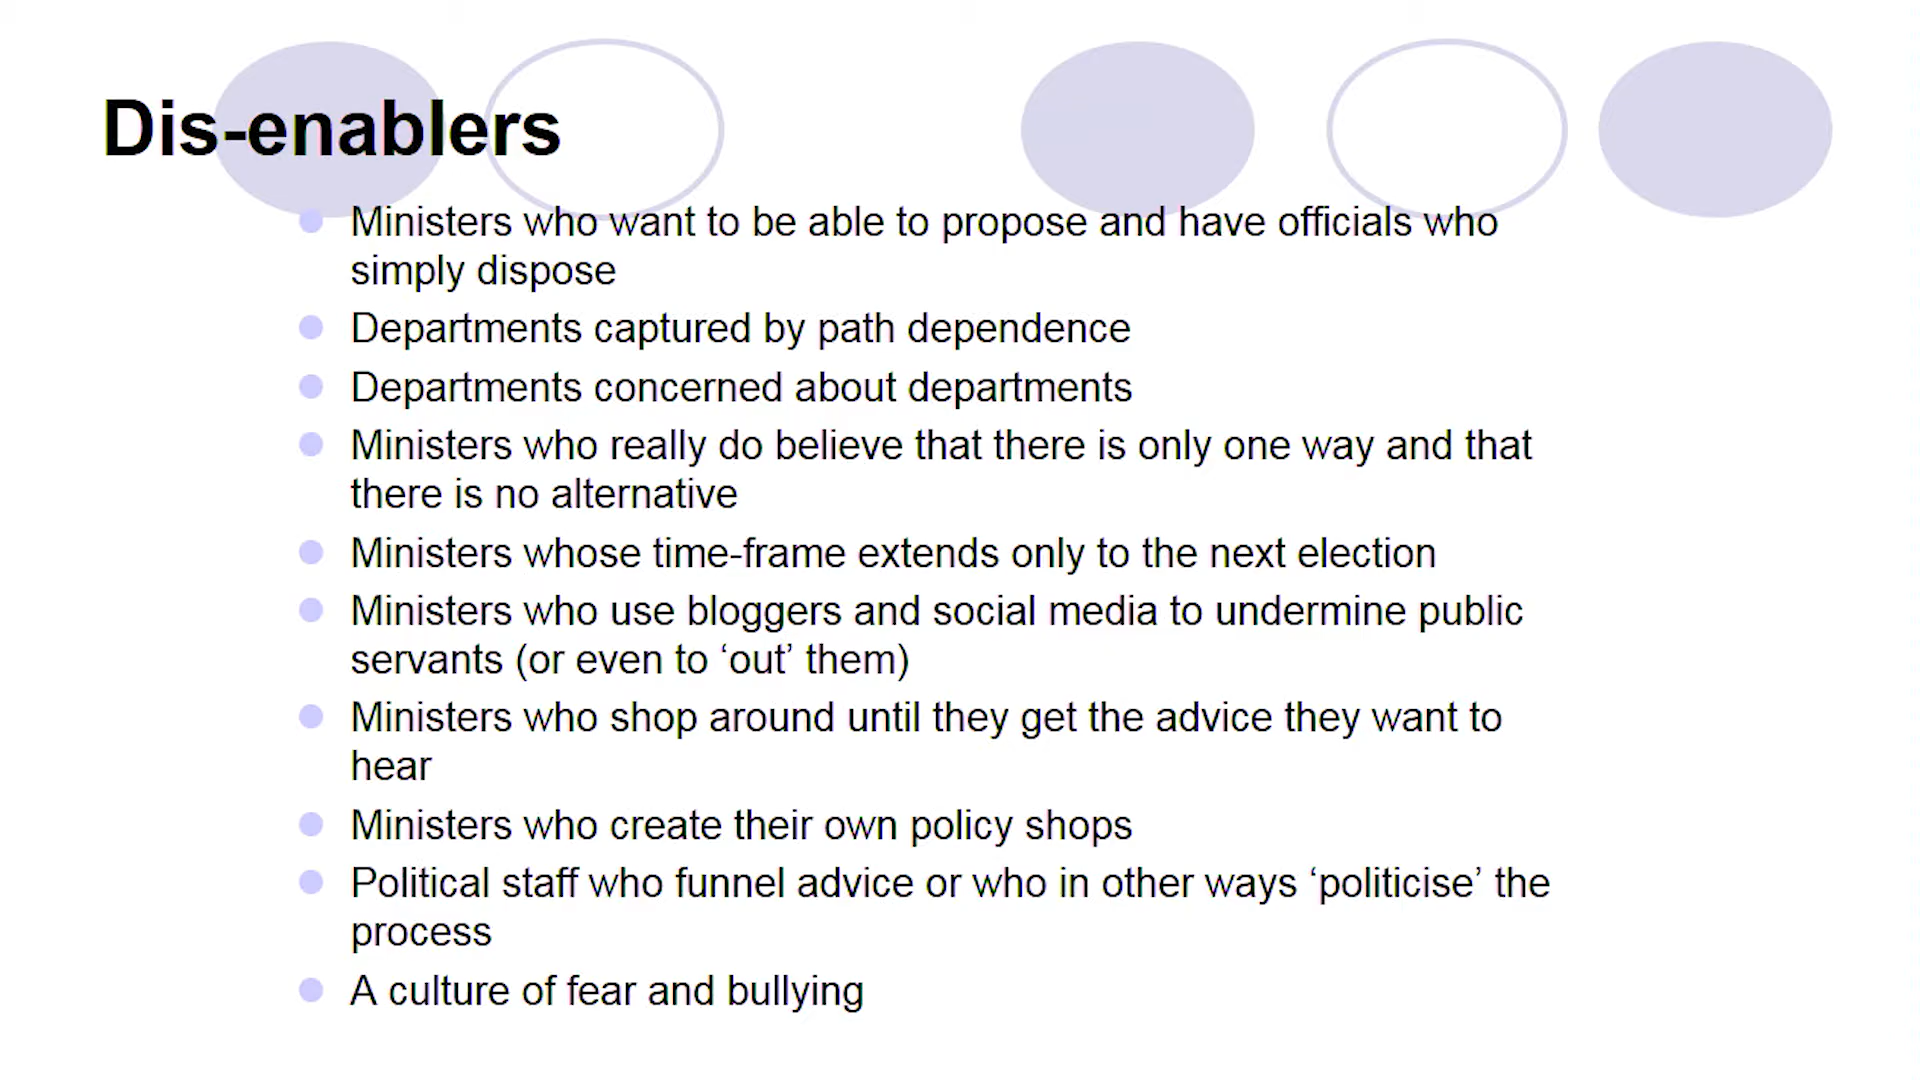 Dis-enablers
Ministers who want to be able to propose and have officials who
simply dispose
Departments captured by path dependence
Departments concerned about departments
Ministers who really do believe that there is only one way and that
there is no alternative
Ministers whose time-frame extends only to the next election
Ministers who use bloggers and social media to undermine public
servants (or even to ‘out’ them)
Ministers who shop around until they get the advice they want to
hear
Ministers who create their own policy shops
Political staff who funnel advice or who in other ways ‘politicise’ the
process
A culture of fear and bullying